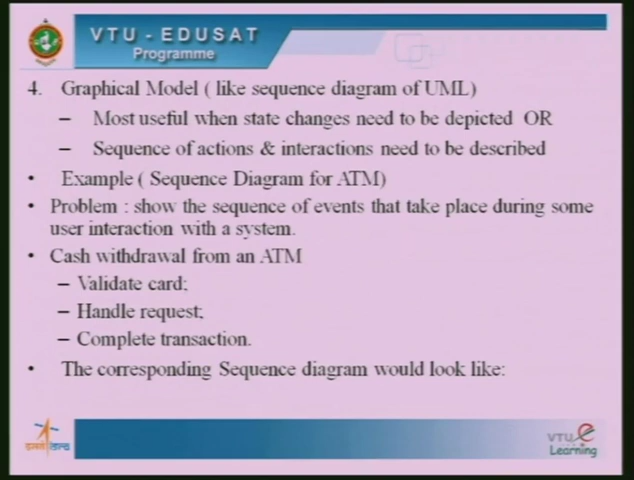 VTU - EDUSAT
Programme
4. Graphical Model ( like sequence diagram of UML)
– Most useful when state changes need to be depicted OR
– Sequence of actions & interactions need to be described
• Example ( Sequence Diagram for ATM)
• Problem : show the sequence of events that take place during some
user interaction with a system.
• Cash withdrawal from an ATM
– Validate card;
– Handle request;
– Complete transaction.
• The corresponding Sequence diagram would look like:
VTU e
Learning